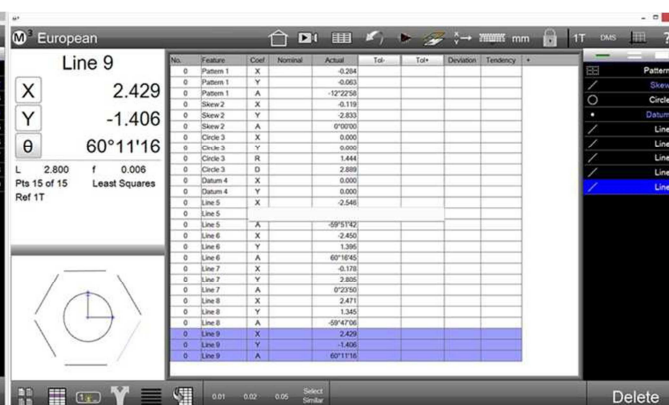 M³ European
mm
1T
DMS
?
Line 9
X 2.429
Y -1.406
θ 60°11'16
L 2.800 f 0.006
Pts 15 of 15 Least Squares
Ref 1T
No. Feature Coef Nominal Actual Tol- Tol+ Deviation Tendency +
0 Pattern 1 X -0.284
0 Pattern 1 Y -0.063
0 Pattern 1 A -12°22'58
0 Skew 2 X -0.119
0 Skew 2 Y -2.833
0 Skew 2 A 0°00'00
0 Circle 3 X 0.000
0 Circle 3 Y 0.000
0 Circle 3 R 1.444
0 Circle 3 D 2.889
0 Datum 4 X 0.000
0 Datum 4 Y 0.000
0 Line 5 X -2.546
0 Line 5
0 Line 5 A -59°51'42
0 Line 6 X -2.450
0 Line 6 Y 1.395
0 Line 6 A 60°16'45
0 Line 7 X -0.178
0 Line 7 Y 2.805
0 Line 7 A 0°23'50
0 Line 8 X 2.471
0 Line 8 Y 1.345
0 Line 8 A -59°47'06
0 Line 9 X 2.429
0 Line 9 Y -1.406
0 Line 9 A 60°11'16
Pattern
Skew
Circle
Datum
Line
Line
Line
Line
Line
0.01 0.02 0.05 Select Similar
Delete